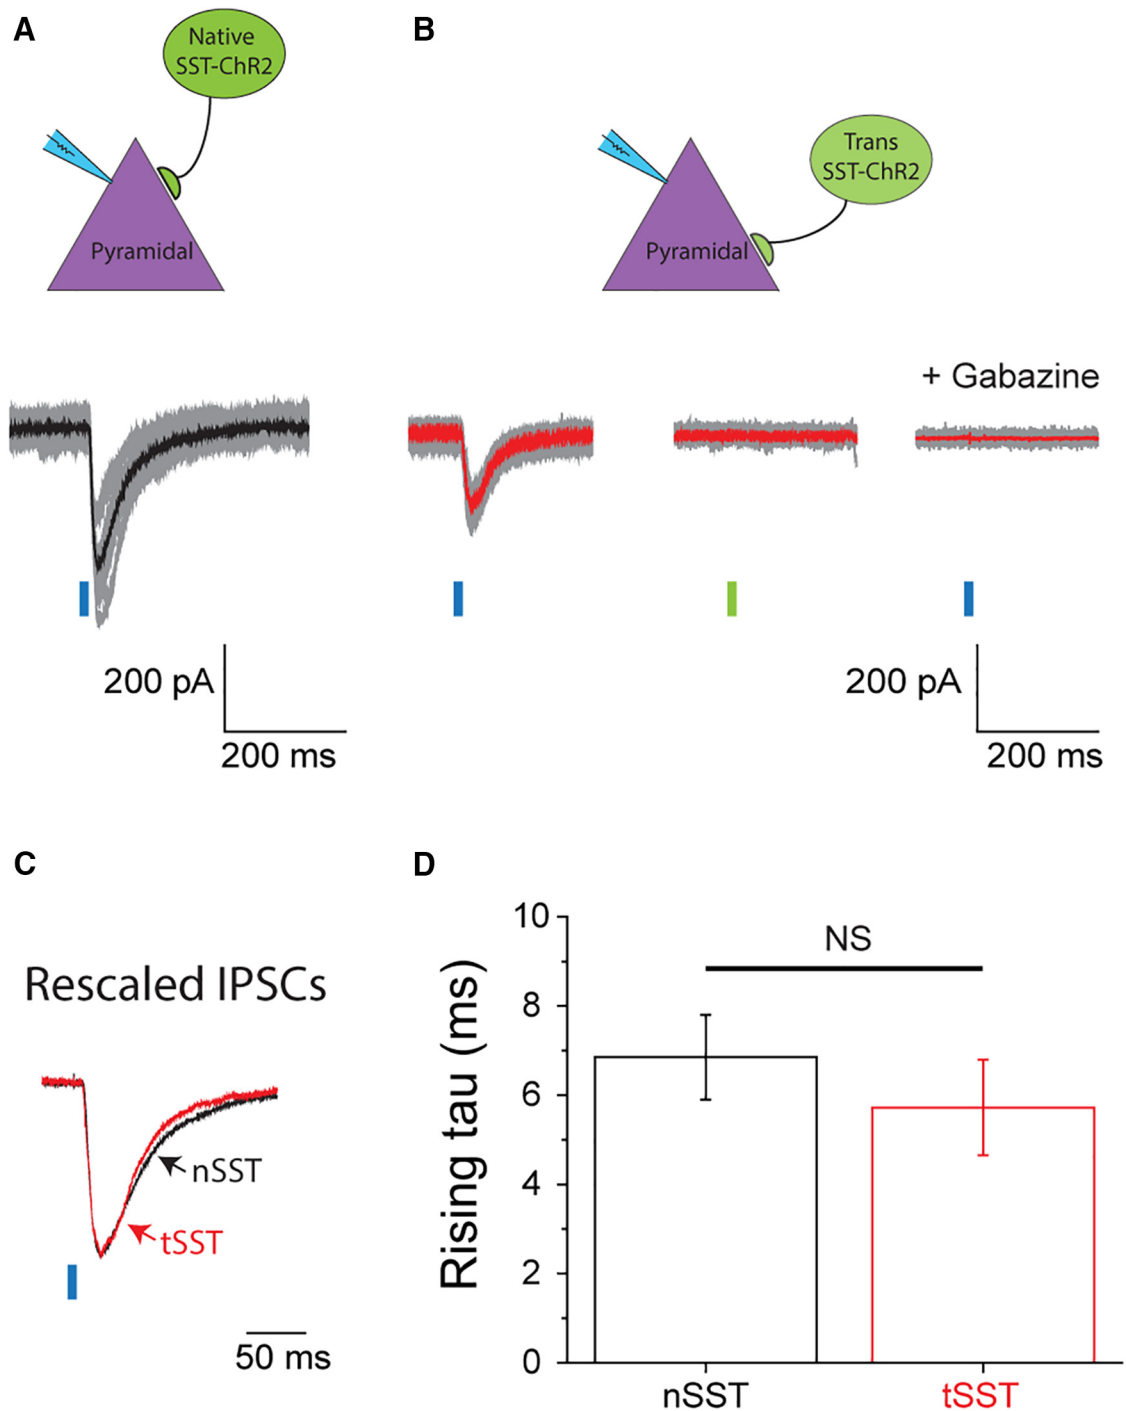 A
Native
SST-ChR2
Pyramidal
200 pA
200 ms
B
Trans
SST-ChR2
Pyramidal
+ Gabazine
200 pA
200 ms
C
Rescaled IPSCs
nSST
tSST
50 ms
D
NS
Rising tau (ms)
10
8
6
4
2
0
nSST
tSST